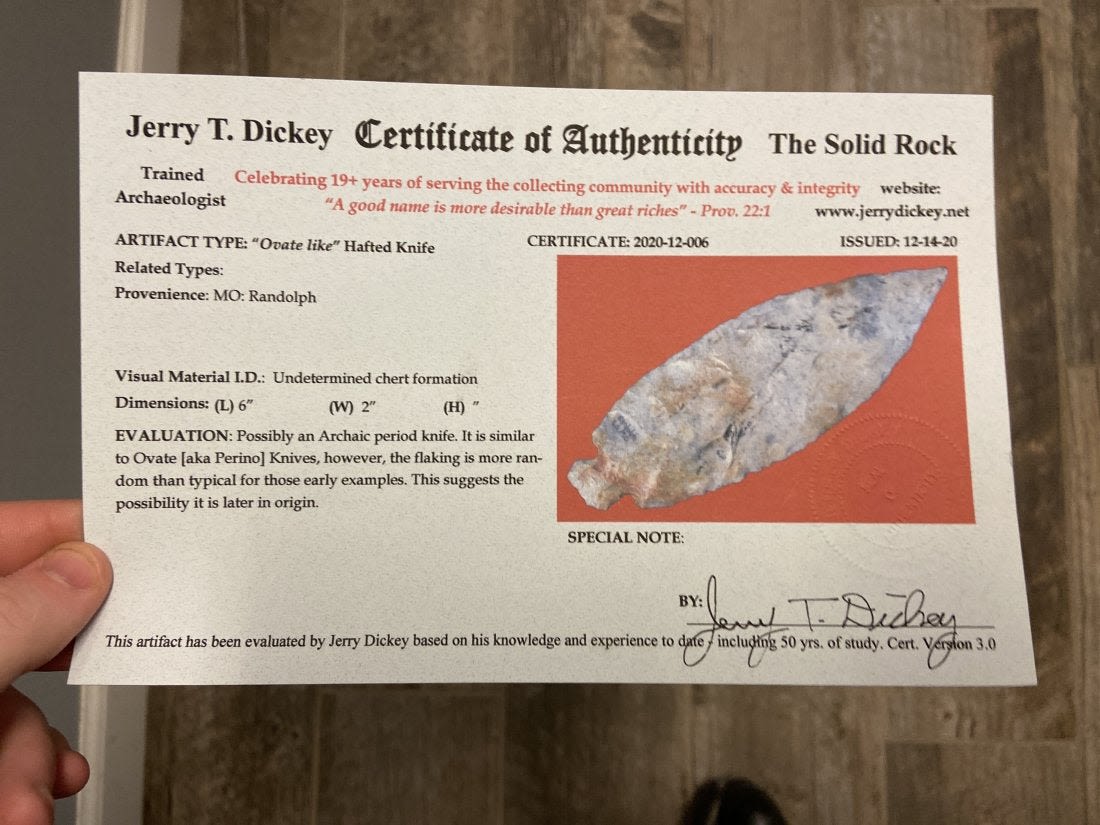 Jerry T. Dickey Certificate of Authenticity The Solid Rock
Trained Archaeologist
Celebrating 19+ years of serving the collecting community with accuracy & integrity
"A good name is more desirable than great riches" - Prov. 22:1
website:
www.jerrydickey.net
ARTIFACT TYPE: "Ovate like" Hafted Knife
CERTIFICATE: 2020-12-006
ISSUED: 12-14-20
Related Types:
Provenience: MO: Randolph
Visual Material I.D.: Undetermined chert formation
Dimensions: (L) 6" (W) 2" (H) "
EVALUATION: Possibly an Archaic period knife. It is similar
to Ovate [aka Perino] Knives, however, the flaking is more ran-
dom than typical for those early examples. This suggests the
possibility it is later in origin.
SPECIAL NOTE:
BY: Jerry T. Dickey
This artifact has been evaluated by Jerry Dickey based on his knowledge and experience to date - including 50 yrs. of study. Cert. Version 3.0